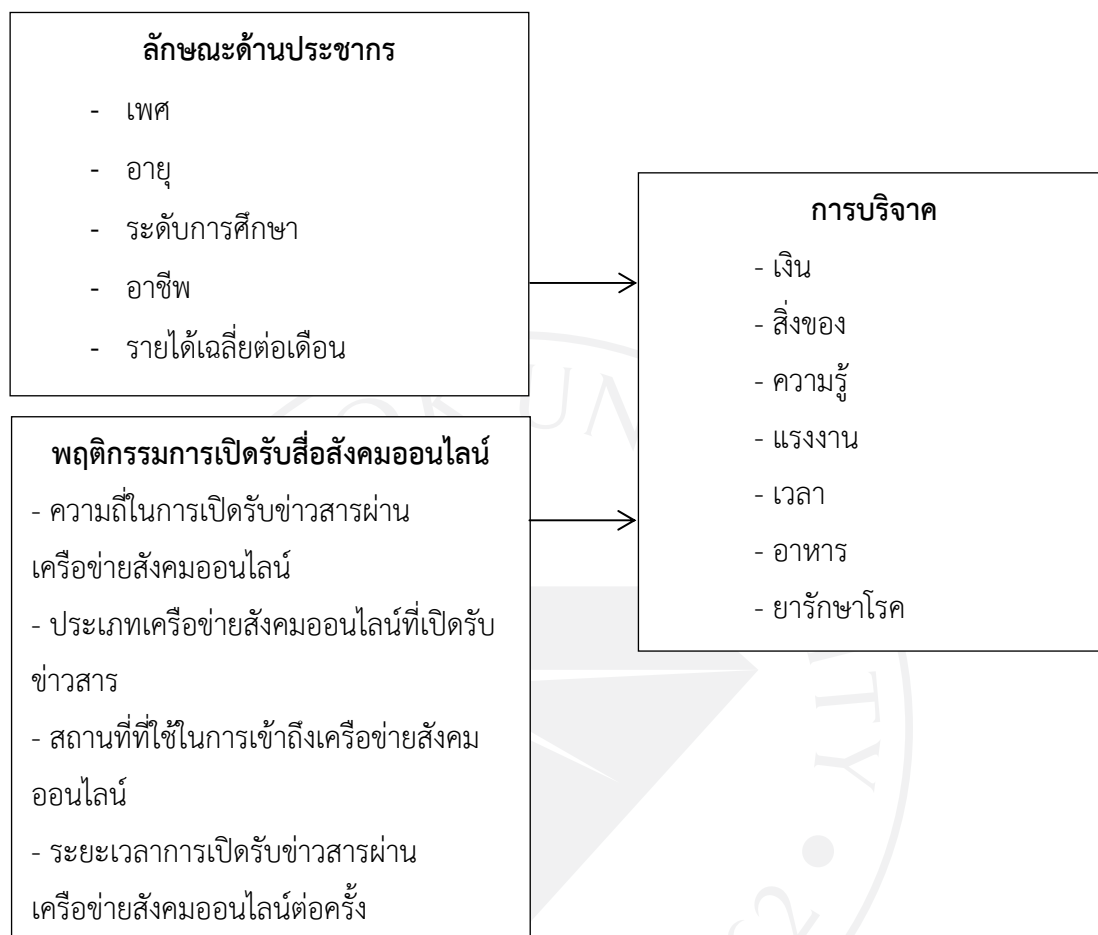 ลักษณะด้านประชากร
- เพศ
- อายุ
- ระดับการศึกษา
- อาชีพ
- รายได้เฉลี่ยต่อเดือน
พฤติกรรมการเปิดรับสื่อสังคมออนไลน์
- ความถี่ในการเปิดรับข่าวสารผ่าน
เครือข่ายสังคมออนไลน์
- ประเภทเครือข่ายสังคมออนไลน์ที่เปิดรับ
ข่าวสาร
- สถานที่ที่ใช้ในการเข้าถึงเครือข่ายสังคม
ออนไลน์
- ระยะเวลาการเปิดรับข่าวสารผ่าน
เครือข่ายสังคมออนไลน์ต่อครั้ง
การบริจาค
- เงิน
- สิ่งของ
- ความรู้
- แรงงาน
- เวลา
- อาหาร
- ยารักษาโรค